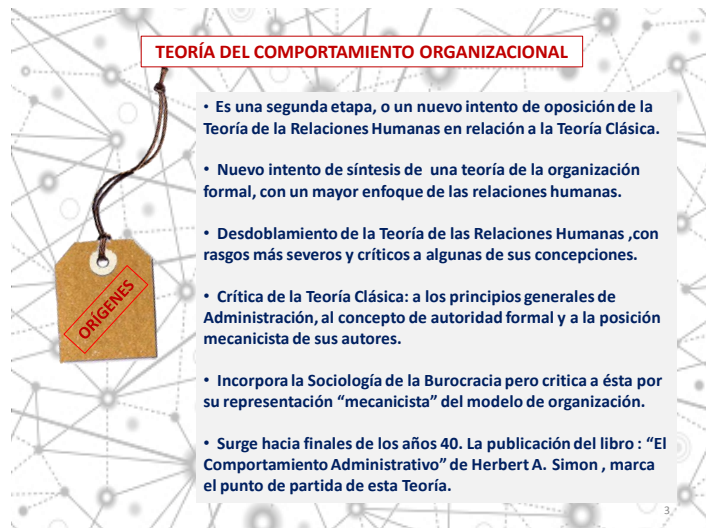 TEORÍA DEL COMPORTAMIENTO ORGANIZACIONAL
• Es una segunda etapa, o un nuevo intento de oposición de la
Teoría de la Relaciones Humanas en relación a la Teoría Clásica.
• Nuevo intento de síntesis de una teoría de la organización
formal, con un mayor enfoque de las relaciones humanas.
• Desdoblamiento de la Teoría de las Relaciones Humanas ,con
rasgos más severos y críticos a algunas de sus concepciones.
ORÍGENES
• Crítica de la Teoría Clásica: a los principios generales de
Administración, al concepto de autoridad formal y a la posición
mecanicista de sus autores.
• Incorpora la Sociología de la Burocracia pero critica a ésta por
su representación “mecanicista” del modelo de organización.
• Surge hacia finales de los años 40. La publicación del libro : “El
Comportamiento Administrativo” de Herbert A. Simon , marca
el punto de partida de esta Teoría.
3